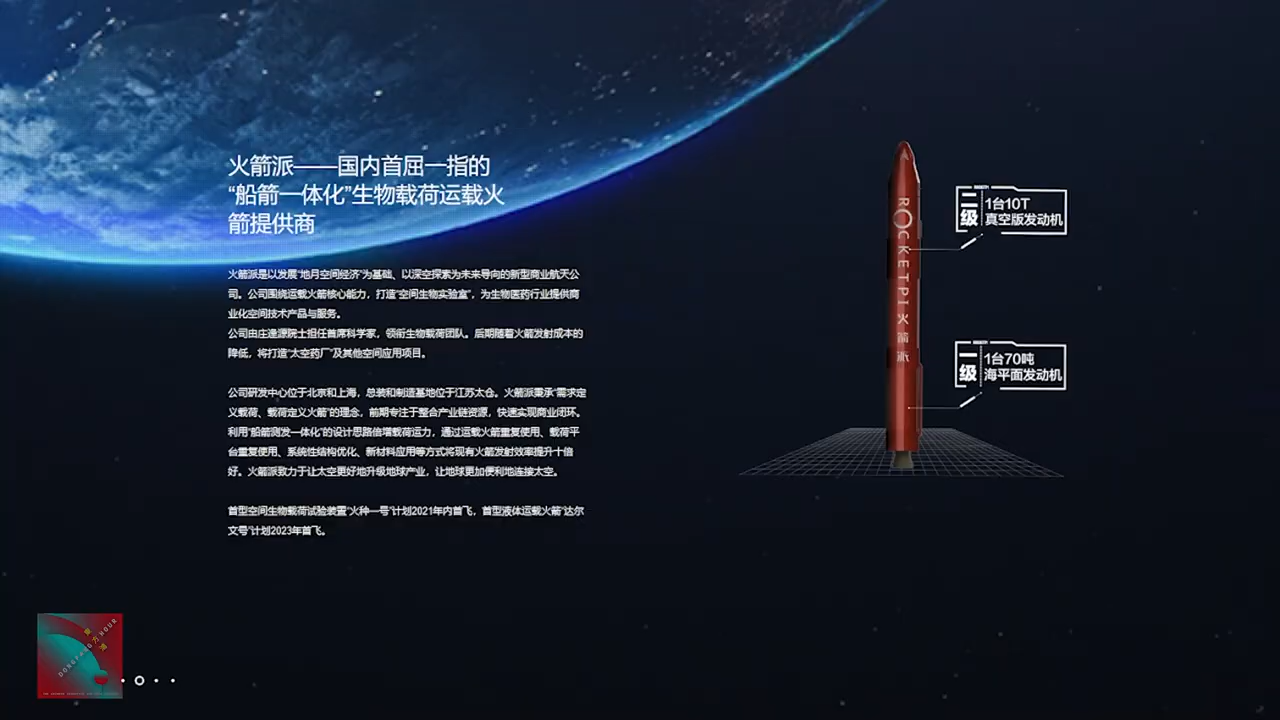 火箭派——国内首屈一指的
“船箭一体化”生物载荷运载火
箭提供商
火箭派是以发展“地月空间经济”为基础、以深空探索为未来导向的新型商业航天公
司。公司围绕运载火箭核心能力，打造“空间生物实验室”，为生物医药行业提供商
业化空间技术产品与服务。
公司由庄逢源院士担任首席科学家，领衔生物载荷团队。后期随着火箭发射成本的
降低，将打造“太空药厂”及其他空间应用项目。
公司研发中心位于北京和上海，总装和制造基地位于江苏太仓。火箭派秉承“需求定
义载荷、载荷定义火箭”的理念，前期专注于整合产业链资源，快速实现商业闭环。
利用“船箭测发一体化”的设计思路倍增载荷运力，通过运载火箭重复使用、载荷平
台重复使用、系统性结构优化、新材料应用等方式将现有火箭发射效率提升十倍
好。火箭派致力于让太空更好地升级地球产业，让地球更加便利地连接太空。
首型空间生物载荷试验装置“火种一号”计划2021年内首飞，首型液体运载火箭“达尔
文号”计划2023年首飞。
ROCKETPI火箭派
二级
1台10T
真空版发动机
一级
1台70吨
海平面发动机
DONGFANG HOUR
东方